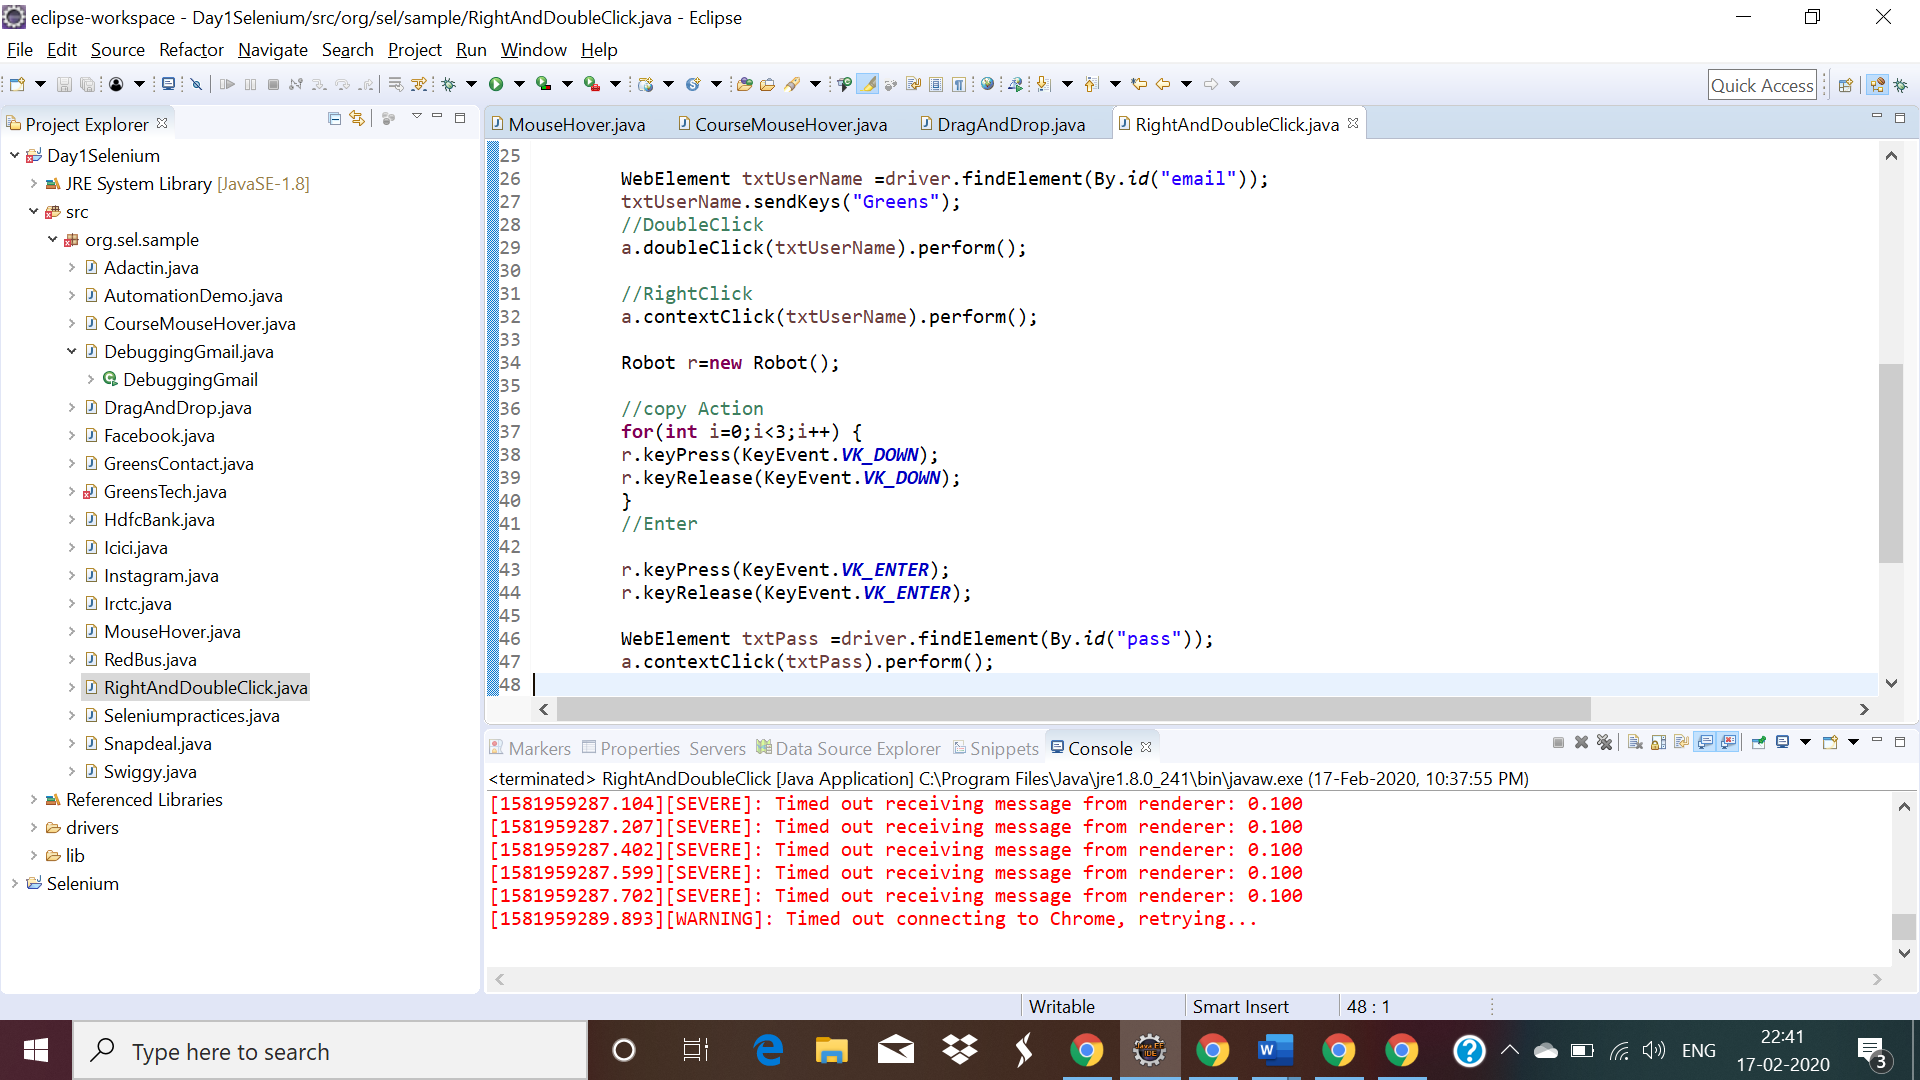 eclipse-workspace - Day1Selenium/src/org/sel/sample/RightAndDoubleClick.java - Eclipse
File Edit Source Refactor Navigate Search Project Run Window Help
Quick Access
Project Explorer
Day1Selenium
JRE System Library [JavaSE-1.8]
src
org.sel.sample
Adactin.java
AutomationDemo.java
CourseMouseHover.java
DebuggingGmail.java
DebuggingGmail
DragAndDrop.java
Facebook.java
GreensContact.java
GreensTech.java
HdfcBank.java
Icici.java
Instagram.java
Irctc.java
MouseHover.java
RedBus.java
RightAndDoubleClick.java
Seleniumpractices.java
Snapdeal.java
Swiggy.java
Referenced Libraries
drivers
lib
Selenium
MouseHover.java CourseMouseHover.java DragAndDrop.java RightAndDoubleClick.java
25
26 WebElement txtUserName =driver.findElement(By.id("email"));
27 txtUserName.sendKeys("Greens");
28 //DoubleClick
29 a.doubleClick(txtUserName).perform();
30
31 //RightClick
32 a.contextClick(txtUserName).perform();
33
34 Robot r=new Robot();
35
36 //copy Action
37 for(int i=0;i<3;i++) {
38 r.keyPress(KeyEvent.VK_DOWN);
39 r.keyRelease(KeyEvent.VK_DOWN);
40 }
41 //Enter
42
43 r.keyPress(KeyEvent.VK_ENTER);
44 r.keyRelease(KeyEvent.VK_ENTER);
45
46 WebElement txtPass =driver.findElement(By.id("pass"));
47 a.contextClick(txtPass).perform();
48
Markers Properties Servers Data Source Explorer Snippets Console
<terminated> RightAndDoubleClick [Java Application] C:\Program Files\Java\jre1.8.0_241\bin\javaw.exe (17-Feb-2020, 10:37:55 PM)
[1581959287.104][SEVERE]: Timed out receiving message from renderer: 0.100
[1581959287.207][SEVERE]: Timed out receiving message from renderer: 0.100
[1581959287.402][SEVERE]: Timed out receiving message from renderer: 0.100
[1581959287.599][SEVERE]: Timed out receiving message from renderer: 0.100
[1581959287.702][SEVERE]: Timed out receiving message from renderer: 0.100
[1581959289.893][WARNING]: Timed out connecting to Chrome, retrying...
Writable Smart Insert 48 : 1
Type here to search
ENG
22:41
17-02-2020
3